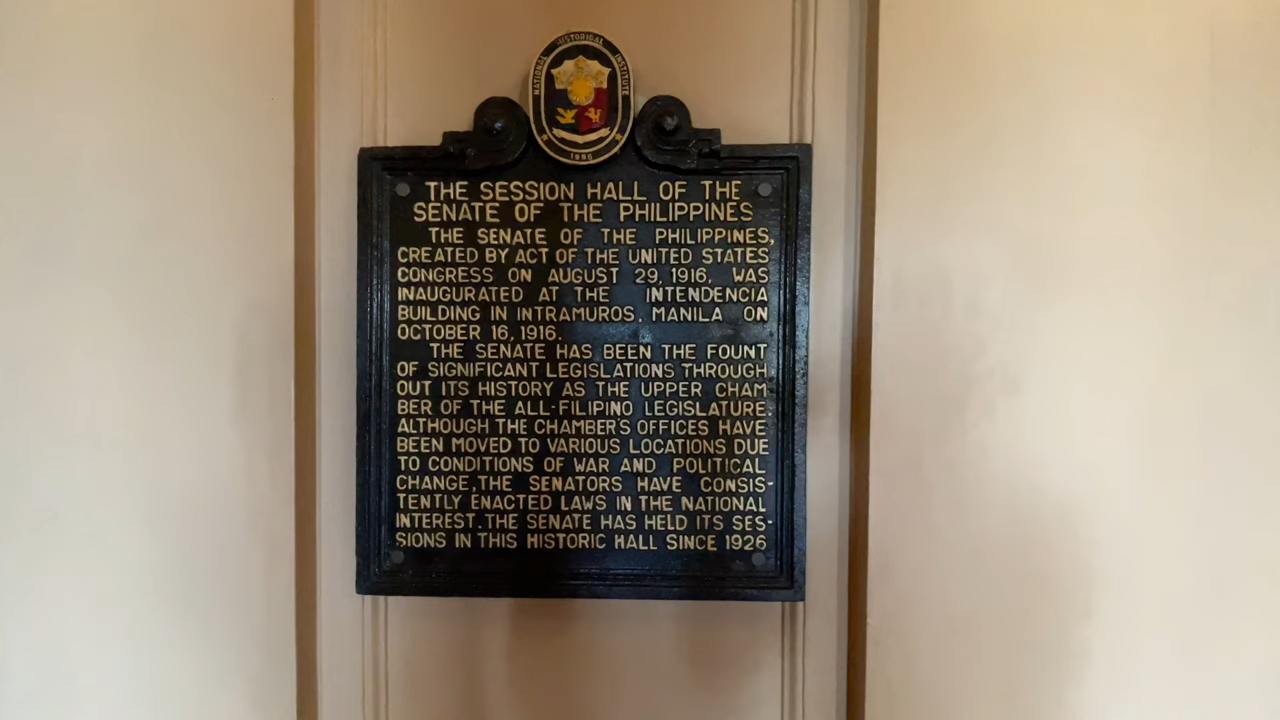 NATIONAL HISTORICAL INSTITUTE
THE SESSION HALL OF THE
SENATE OF THE PHILIPPINES
THE SENATE OF THE PHILIPPINES,
CREATED BY ACT OF THE UNITED STATES
CONGRESS ON AUGUST 29, 1916, WAS
INAUGURATED AT THE INTENDENCIA
BUILDING IN INTRAMUROS, MANILA ON
OCTOBER 16, 1916.
THE SENATE HAS BEEN THE FOUNT
OF SIGNIFICANT LEGISLATIONS THROUGH
OUT ITS HISTORY AS THE UPPER CHAM
BER OF THE ALL-FILIPINO LEGISLATURE.
ALTHOUGH THE CHAMBER'S OFFICES HAVE
BEEN MOVED TO VARIOUS LOCATIONS DUE
TO CONDITIONS OF WAR AND POLITICAL
CHANGE, THE SENATORS HAVE CONSIS-
TENTLY ENACTED LAWS IN THE NATIONAL
INTEREST. THE SENATE HAS HELD ITS SES-
SIONS IN THIS HISTORIC HALL SINCE 1926